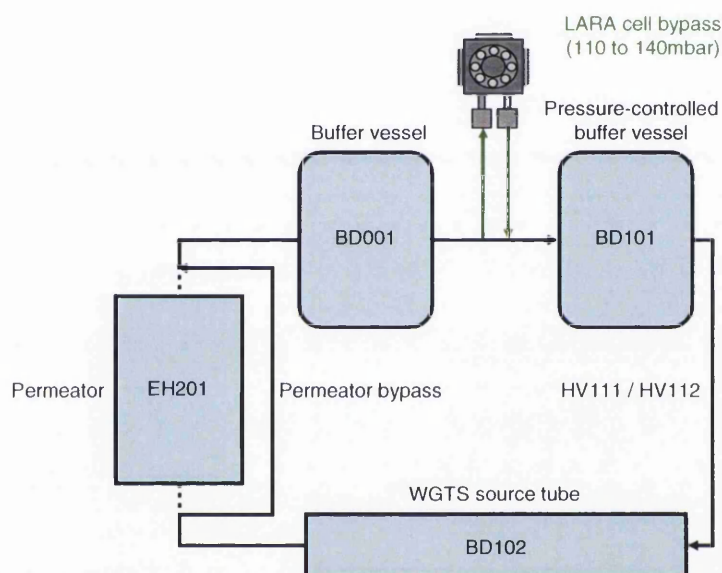 LARA cell bypass
(110 to 140mbar)
Pressure-controlled
buffer vessel
Buffer vessel
BD001
BD101
Permeator
EH201
Permeator bypass
HV111 / HV112
WGTS source tube
BD102